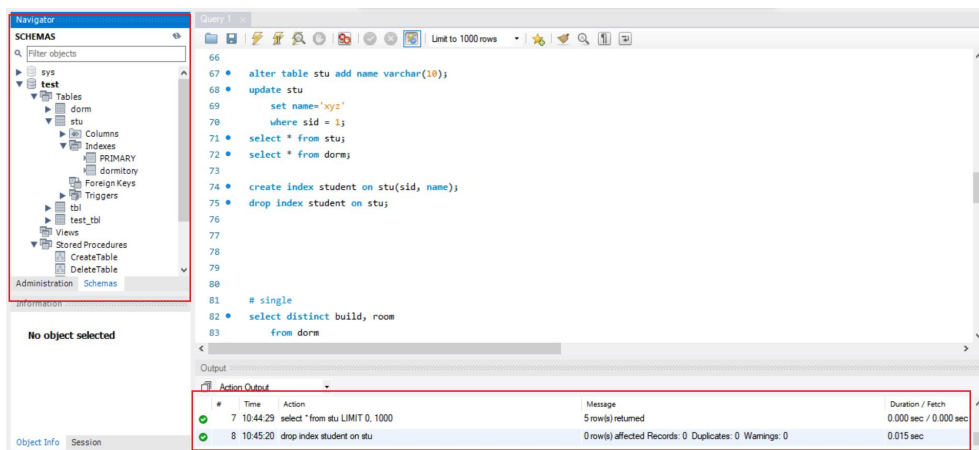 Navigator
SCHEMAS
Filter objects
sys
test
Tables
dorm
stu
Columns
Indexes
PRIMARY
dormitory
Foreign Keys
Triggers
tbl
test_tbl
Views
Stored Procedures
CreateTable
DeleteTable
Administration Schemas
Information
No object selected
Object Info Session
Query 1
Limit to 1000 rows
66
67 alter table stu add name varchar(10);
68 update stu
69 set name='xyz'
70 where sid = 1;
71 select * from stu;
72 select * from dorm;
73
74 create index student on stu(sid, name);
75 drop index student on stu;
76
77
78
79
80
81 # single
82 select distinct build, room
83 from dorm
Output
Action Output
# Time Action Message Duration / Fetch
7 10:44:29 select * from stu LIMIT 0, 1000 5 row(s) returned 0.000 sec / 0.000 sec
8 10:45:20 drop index student on stu 0 row(s) affected Records: 0 Duplicates: 0 Warnings: 0 0.015 sec